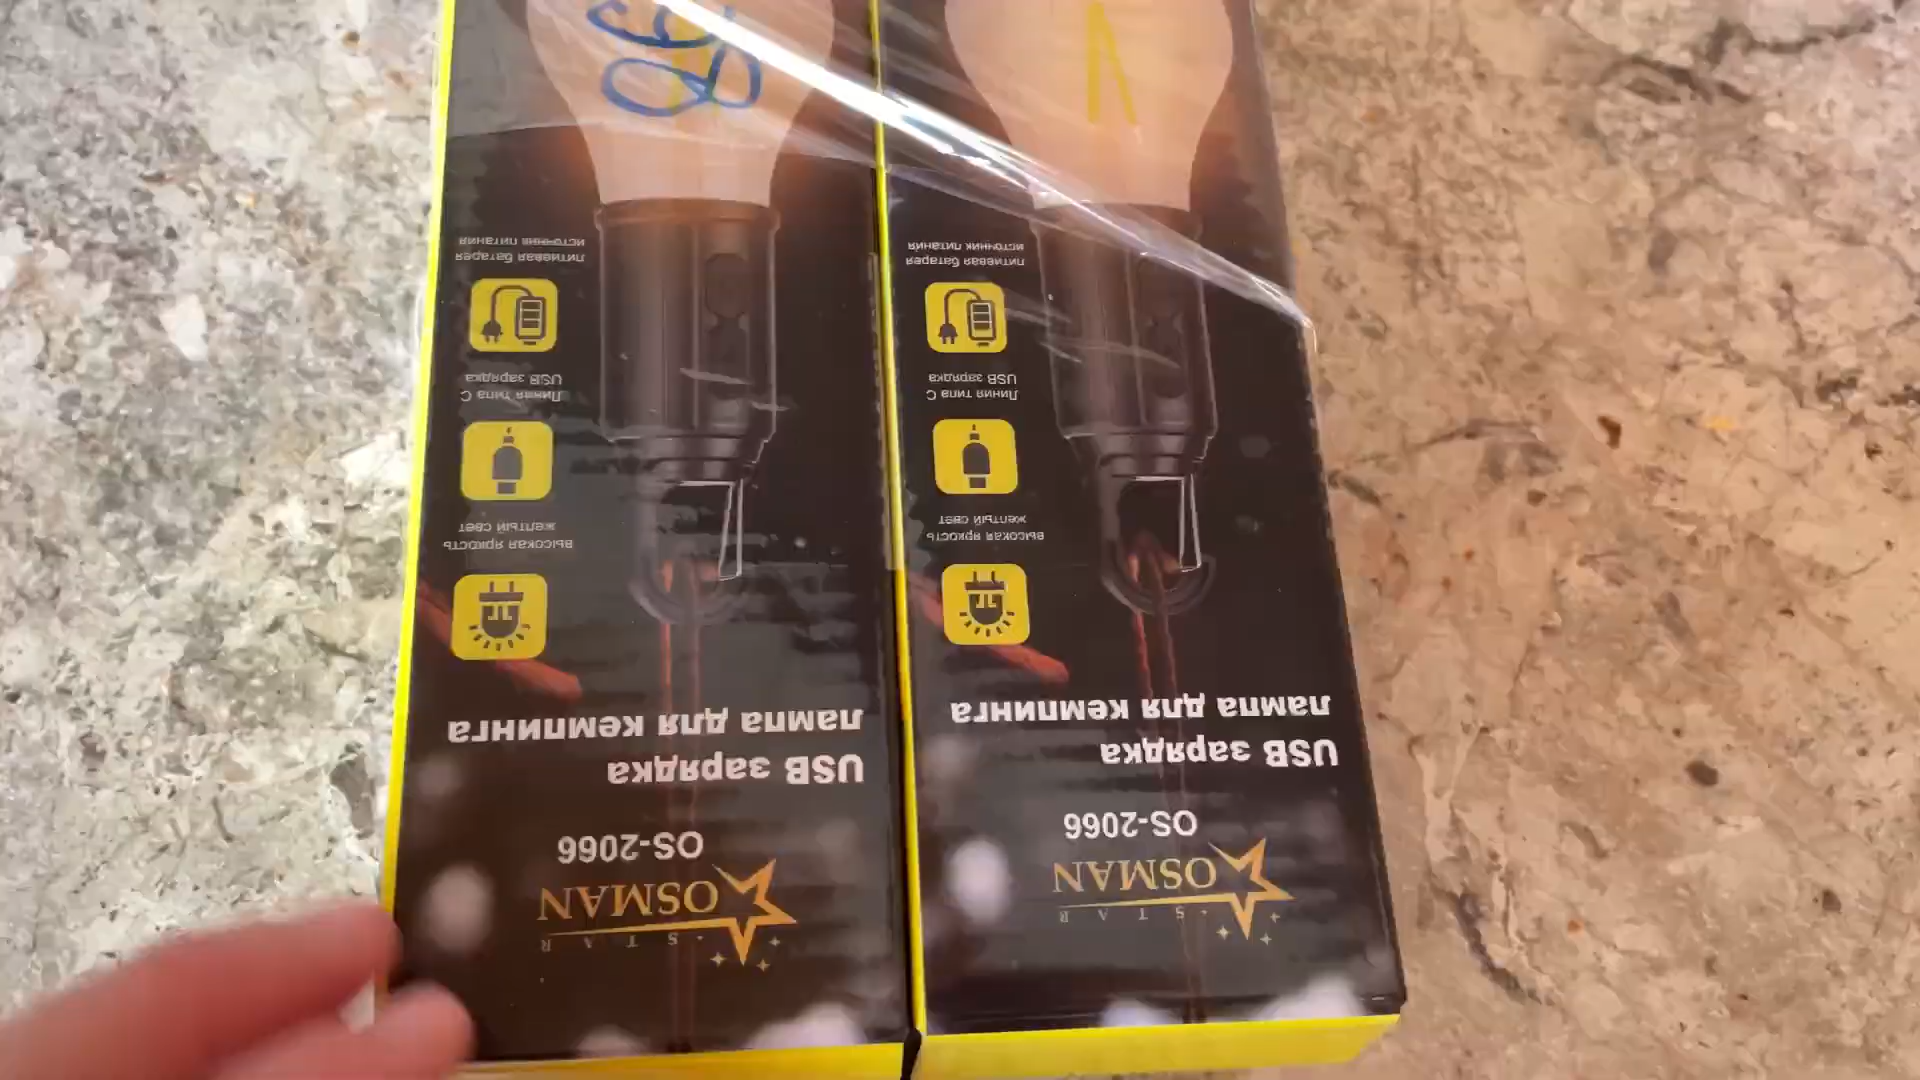 OSMAN
S·TAR
OS-2066
USB зарядка
лампа для кемпинга
высокая яркость
желтый свет
Линия типа C
USB зарядка
литиевая батарея
источник питания
OSMAN
S·TAR
OS-2066
USB зарядка
лампа для кемпинга
высокая яркость
желтый свет
Линия типа C
USB зарядка
литиевая батарея
источник питания